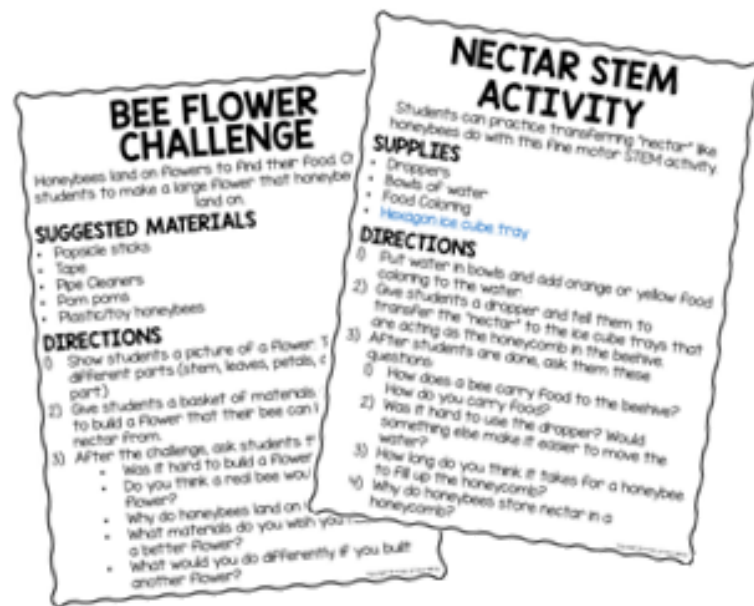 BEE FLOWER
CHALLENGE
Honeybees land on flowers to find their food.
students to make a large flower that
land on.
SUGGESTED MATERIALS
• Popsicle sticks
• Tape
• Pipe Cleaners
• Pom poms
• Plastic/toy honeybees
DIRECTIONS
1) Show students a picture of a flower.
different parts (stem, leaves, petals,
part)
2) Give students a basket of materials
to build a flower that their bee can
nectar from.
3) After the challenge, ask students
• Was it hard to build a flower
• Do you think a real bee
flower?
• Why do honeybees land on
• What materials do you wish you
a better flower?
• What would you do differently if you built
another flower?
NECTAR STEM
ACTIVITY
Students can practice transferring "nectar" like
honeybees do with this fine motor STEM activity.
SUPPLIES
• Droppers
• Bowls of water
• Food Coloring
• Hexagon ice cube tray
DIRECTIONS
1) Put water in bowls and add orange or yellow food
coloring to the water.
2) Give students a dropper and tell them to
transfer the "nectar" to the ice cube trays that
are acting as the honeycomb in the beehive.
3) After students are done, ask them these
questions:
1) How does a bee carry food to the beehive?
How do you carry food?
2) Was it hard to use the dropper? Would
something else make it easier to move the
water?
3) How long do you think it takes for a honeybee
to fill up the honeycomb?
4) Why do honeybees store nectar in a
honeycomb?